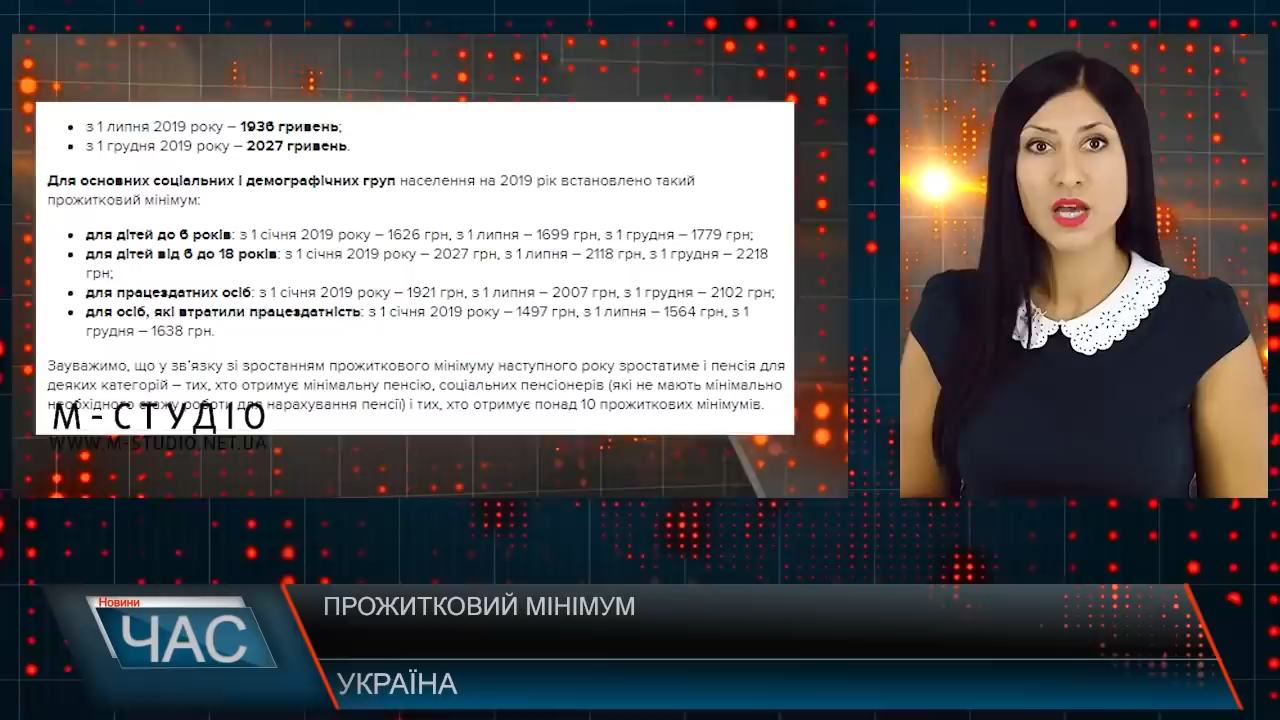 з 1 липня 2019 року – 1936 гривень;
з 1 грудня 2019 року – 2027 гривень.
Для основних соціальних і демографічних груп населення на 2019 рік встановлено такий
прожитковий мінімум:
для дітей до 6 років: з 1 січня 2019 року – 1626 грн, з 1 липня – 1699 грн, з 1 грудня – 1779 грн;
для дітей від 6 до 18 років: з 1 січня 2019 року – 2027 грн, з 1 липня – 2118 грн, з 1 грудня – 2218
грн;
для працездатних осіб: з 1 січня 2019 року – 1921 грн, з 1 липня – 2007 грн, з 1 грудня – 2102 грн;
для осіб, які втратили працездатність: з 1 січня 2019 року – 1497 грн, з 1 липня – 1564 грн, з 1
грудня – 1638 грн.
Зауважимо, що у зв'язку зі зростанням прожиткового мінімуму наступного року зростатиме і пенсія для
деяких категорій – тих, хто отримує мінімальну пенсію, соціальних пенсіонерів (які не мають мінімально
необхідного стажу роботи для нарахування пенсії) і тих, хто отримує понад 10 прожиткових мінімумів.
М-СТУДІО
WWW.M-STUDIO.NET.UA
Новини
ЧАС
ПРОЖИТКОВИЙ МІНІМУМ
УКРАЇНА